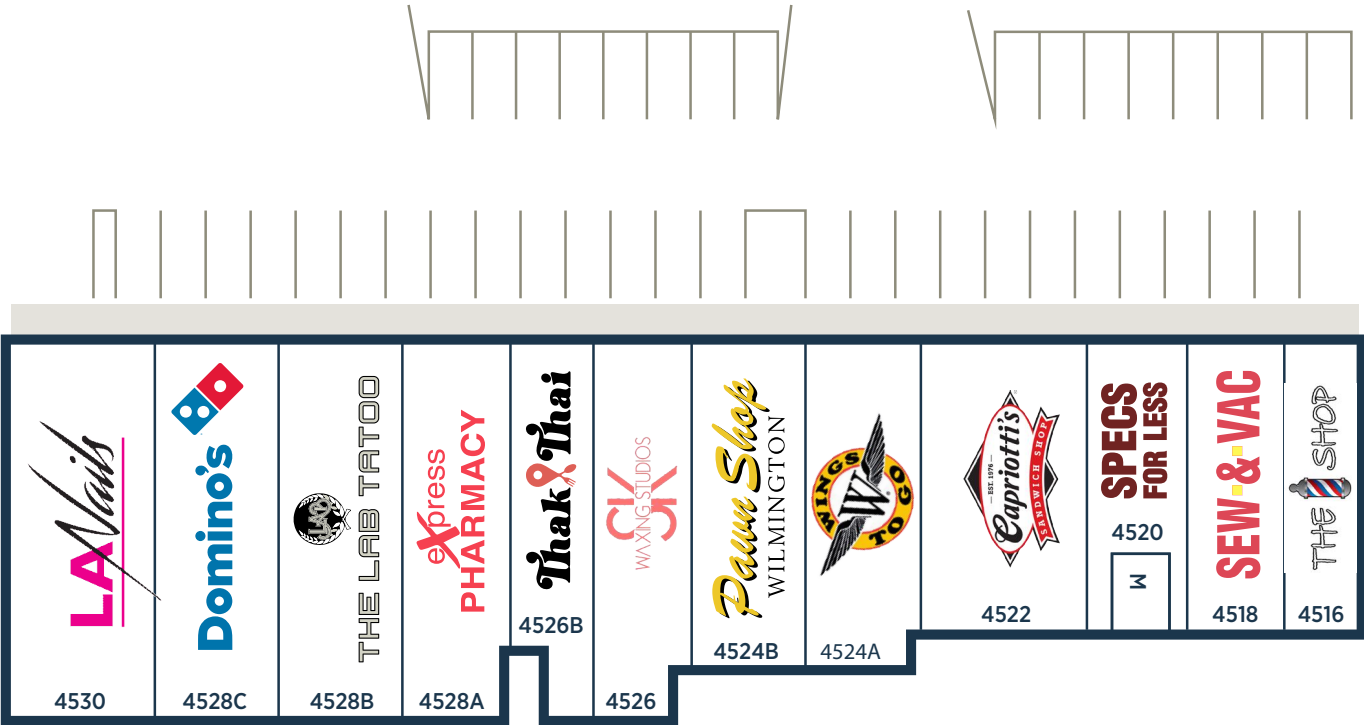 LA Nails
4530
Domino's
4528C
LAB
THE LAB TATOO
4528B
eXpress
PHARMACY
4528A
Thak Thai
4526B
WAXING STUDIOS
SK
4526
Pawn Shop
WILMINGTON
4524B
WINGS
W
TO GO
4524A
EST. 1976
Capriotti's
SANDWICH SHOP
4522
SPECS
FOR LESS
4520
M
SEW & VAC
4518
THE SHOP
4516